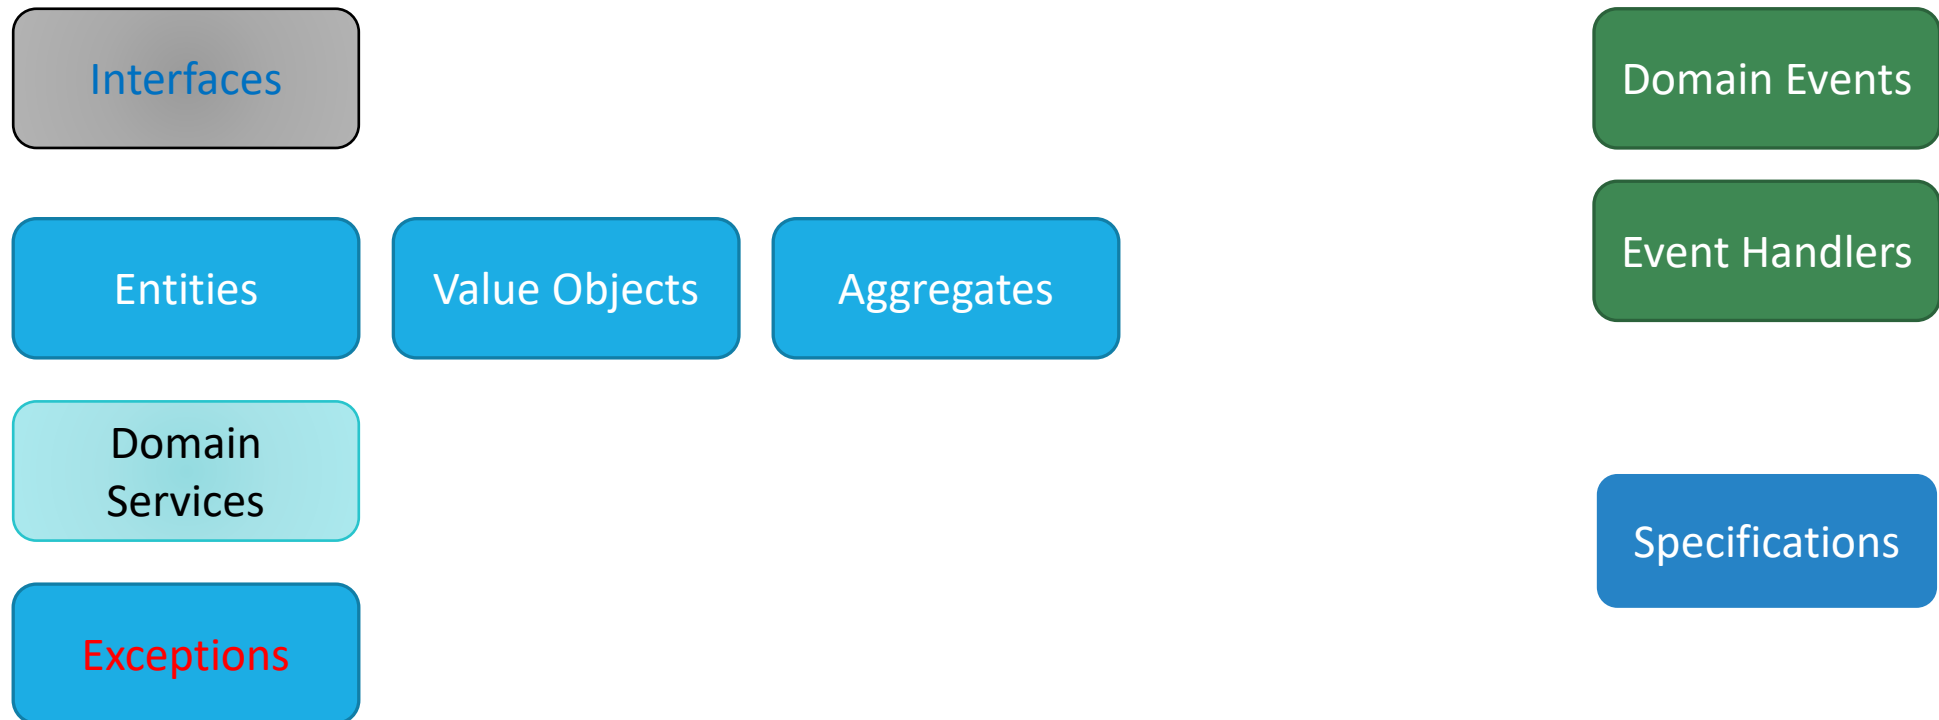 Interfaces
Domain Events
Event Handlers
Entities
Value Objects
Aggregates
Domain
Services
Specifications
Exceptions